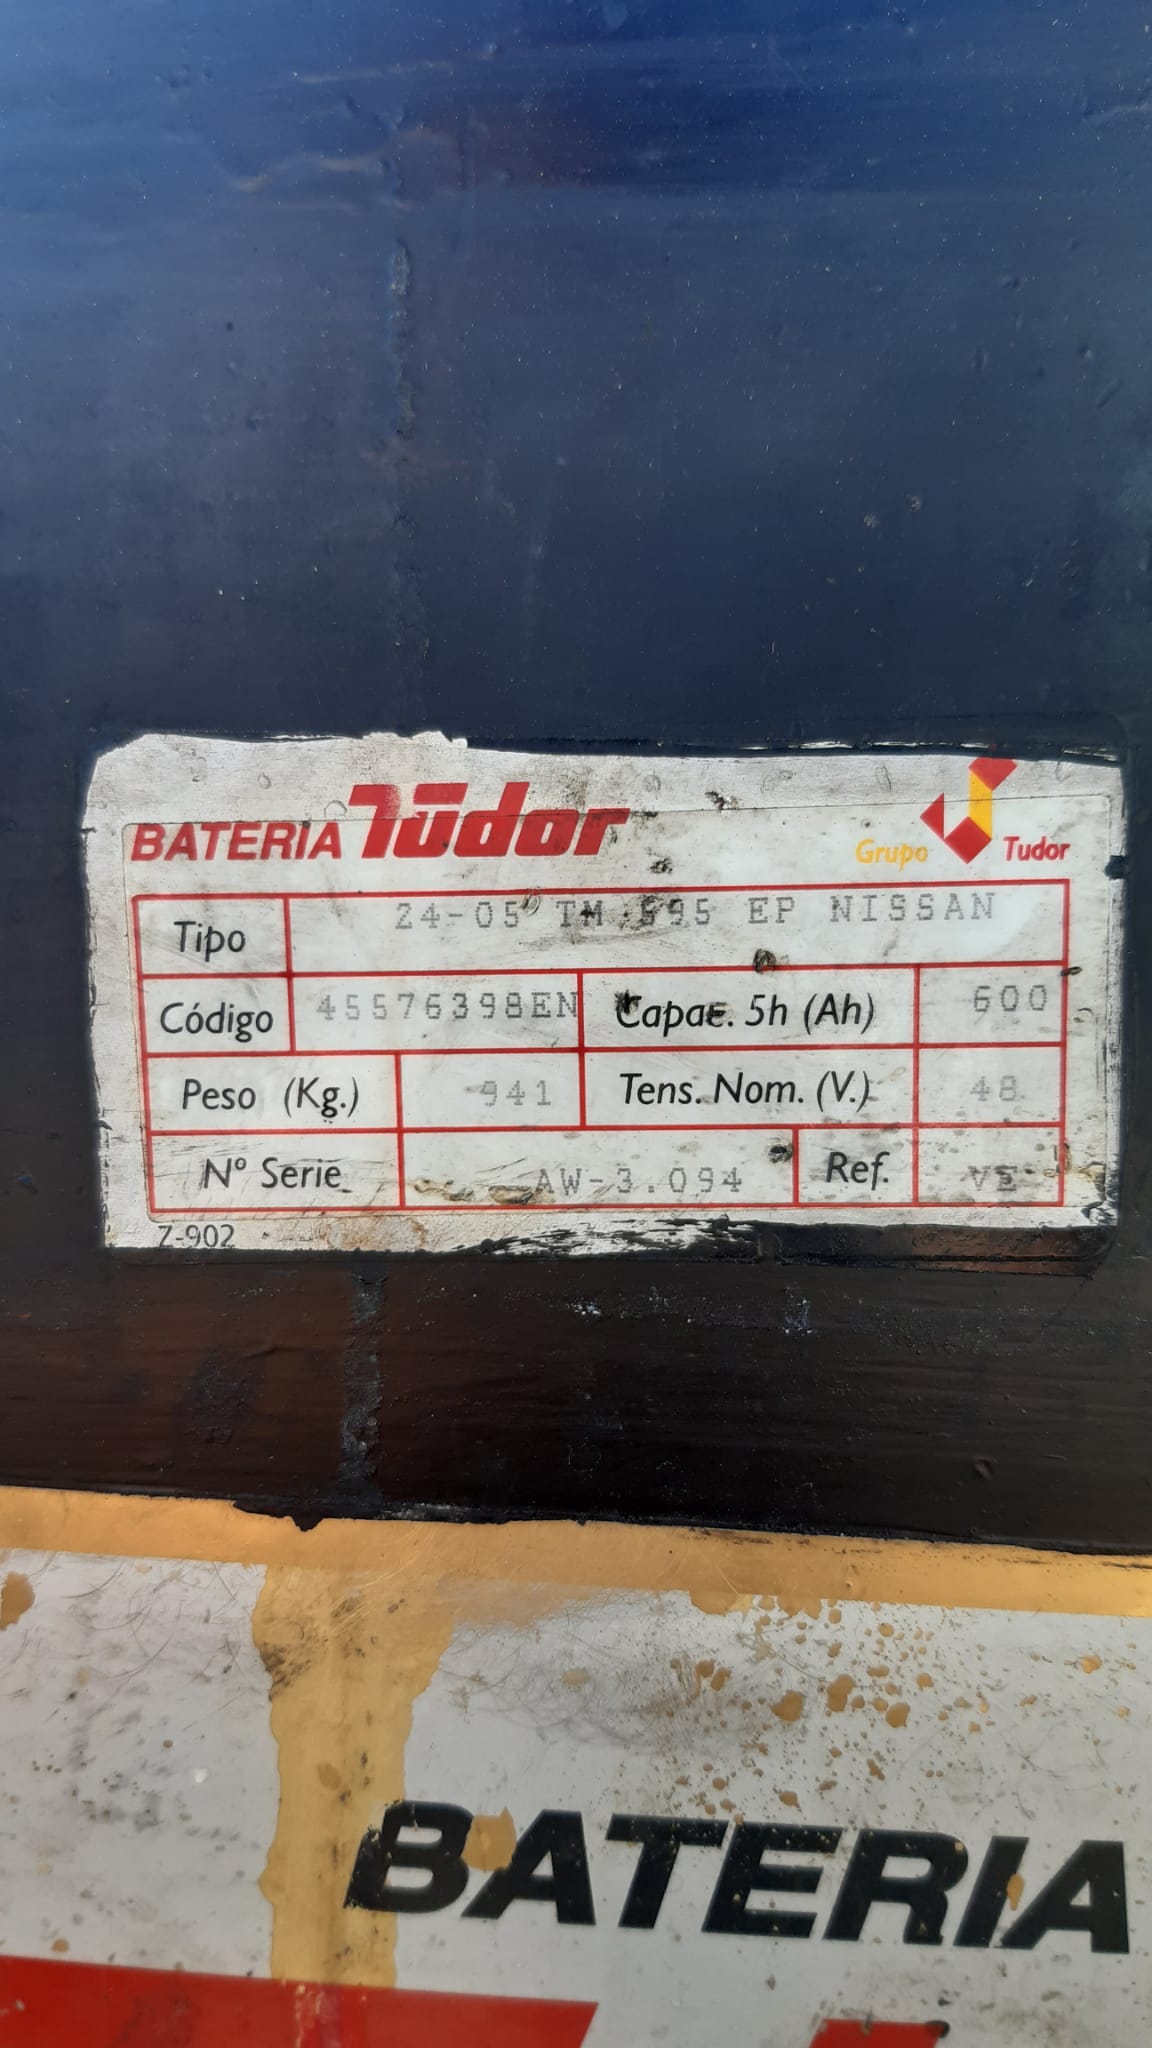 BATERIA Tudor
Grupo Tudor
Tipo 24-05 TM 595 EP NISSAN
Código 45576398EN Capac. 5h (Ah) 600
Peso (Kg.) 941 Tens. Nom. (V.) 48
Nº Serie AW-3.094 Ref. VE
Z-902
BATERIA